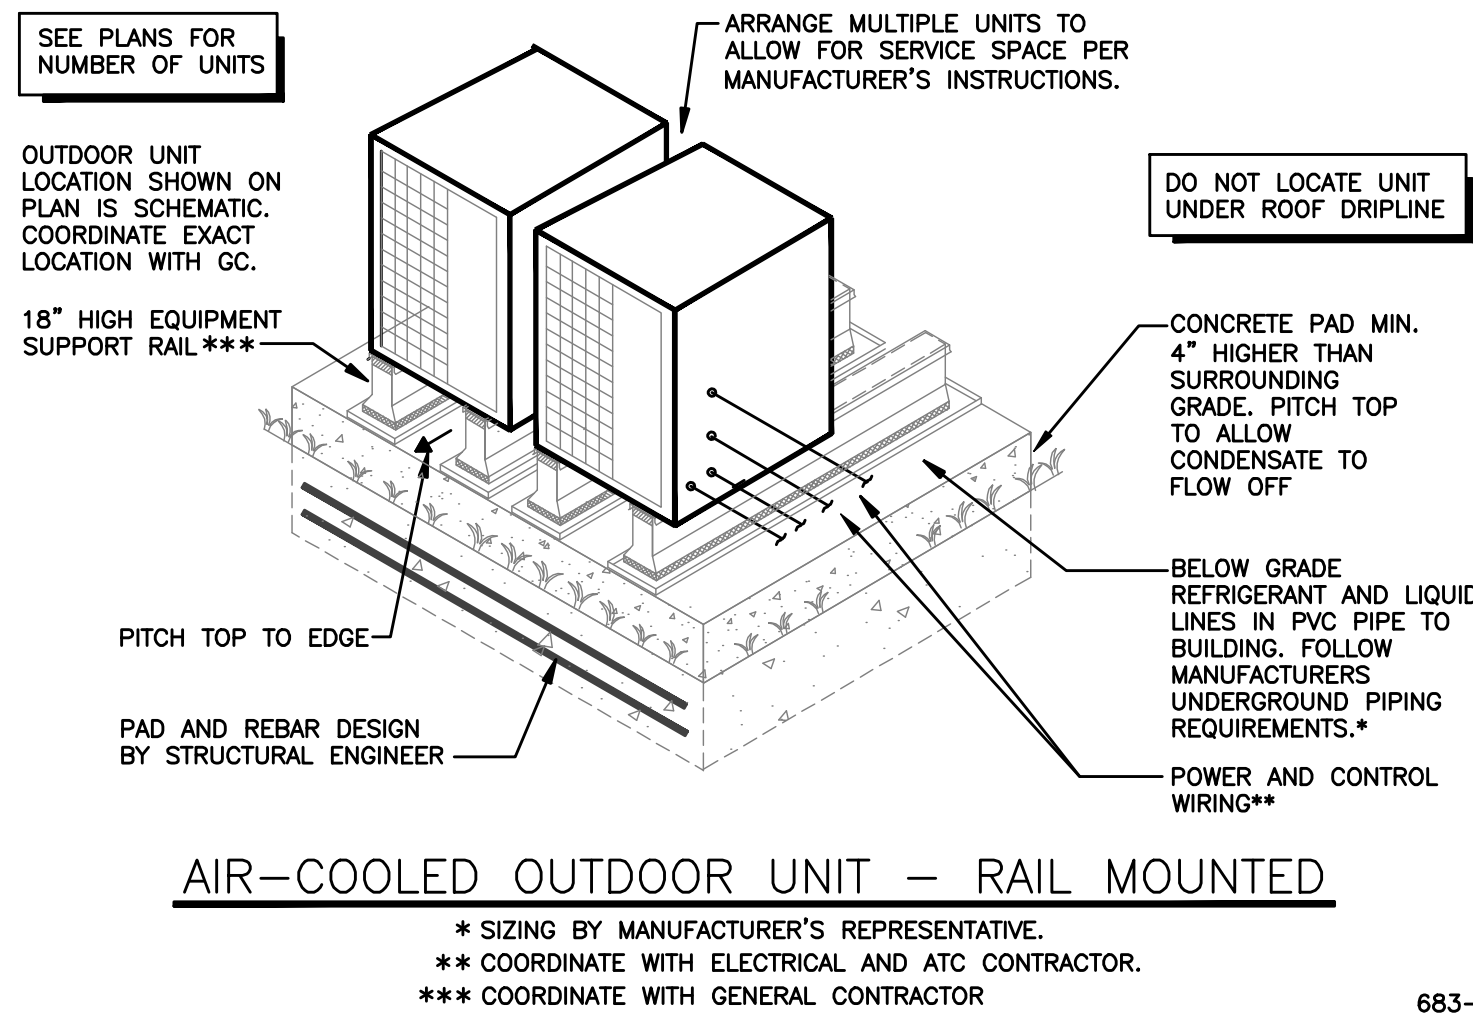 SEE PLANS FOR
NUMBER OF UNITS
OUTDOOR UNIT
LOCATION SHOWN ON
PLAN IS SCHEMATIC.
COORDINATE EXACT
LOCATION WITH GC.
18" HIGH EQUIPMENT
SUPPORT RAIL***
ARRANGE MULTIPLE UNITS TO
ALLOW FOR SERVICE SPACE PER
MANUFACTURER'S INSTRUCTIONS.
DO NOT LOCATE UNIT
UNDER ROOF DRIPLINE
CONCRETE PAD MIN.
4" HIGHER THAN
SURROUNDING
GRADE. PITCH TOP
TO ALLOW
CONDENSATE TO
FLOW OFF
BELOW GRADE
REFRIGERANT AND LIQUID
LINES IN PVC PIPE TO
BUILDING. FOLLOW
MANUFACTURERS
UNDERGROUND PIPING
REQUIREMENTS.*
POWER AND CONTROL
WIRING**
PITCH TOP TO EDGE
PAD AND REBAR DESIGN
BY STRUCTURAL ENGINEER
AIR-COOLED OUTDOOR UNIT - RAIL MOUNTED
* SIZING BY MANUFACTURER'S REPRESENTATIVE.
** COORDINATE WITH ELECTRICAL AND ATC CONTRACTOR.
*** COORDINATE WITH GENERAL CONTRACTOR
683-